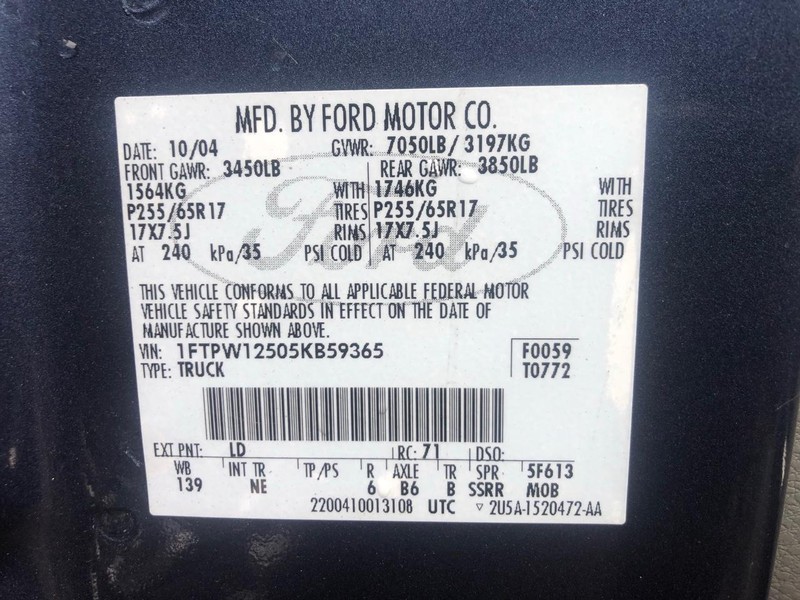 MFD. BY FORD MOTOR CO.
DATE: 10/04 GVWR: 7050LB/ 3197KG
FRONT GAWR: 3450LB REAR GAWR: 3850LB
1564KG WITH 1746KG WITH
P255/65R17 TIRES P255/65R17 TIRES
17X7.5J RIMS 17X7.5J RIMS
AT 240 kPa/35 PSI COLD AT 240 kPa/35 PSI COLD
Ford
THIS VEHICLE CONFORMS TO ALL APPLICABLE FEDERAL MOTOR
VEHICLE SAFETY STANDARDS IN EFFECT ON THE DATE OF
MANUFACTURE SHOWN ABOVE.
VIN: 1FTPW12505KB59365 F0059
TYPE: TRUCK T0772
EXT PNT: LD RC: 71 DSO:
WB INT TR TP/PS R AXLE TR SPR 5F613
139 NE 6 B6 B SSRR MOB
2200410013108 UTC ▽ 2U5A-1520472-AA